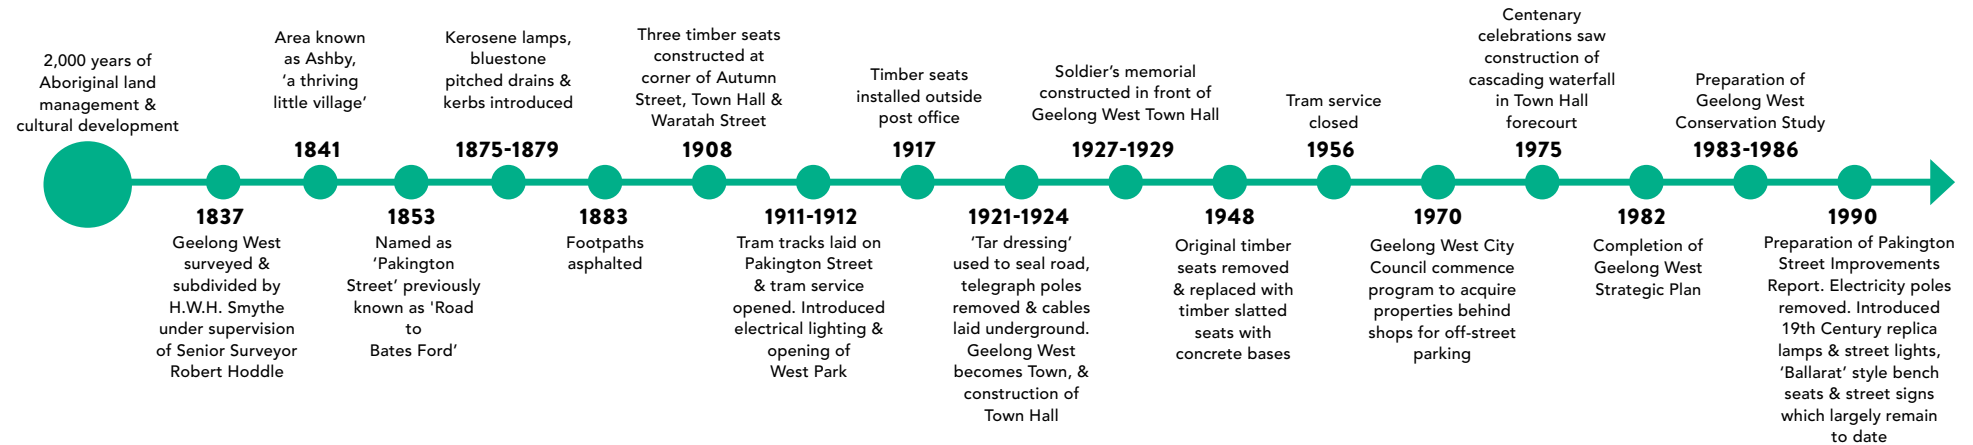 2,000 years of
Aboriginal land
management &
cultural development
1837
Geelong West
surveyed &
subdivided by
H.W.H. Smythe
under supervision
of Senior Surveyor
Robert Hoddle
Area known
as Ashby,
‘a thriving
little village’
1841
1853
Named as
‘Pakington
Street’ previously
known as 'Road
to
Bates Ford’
Kerosene lamps,
bluestone
pitched drains &
kerbs introduced
1875-1879
1883
Footpaths
asphalted
Three timber seats
constructed at
corner of Autumn
Street, Town Hall &
Waratah Street
1908
1911-1912
Tram tracks laid on
Pakington Street
& tram service
opened. Introduced
electrical lighting &
opening of
West Park
Timber seats
installed outside
post office
1917
1921-1924
‘Tar dressing’
used to seal road,
telegraph poles
removed & cables
laid underground.
Geelong West
becomes Town, &
construction of
Town Hall
Soldier’s memorial
constructed in front of
Geelong West Town Hall
1927-1929
1948
Original timber
seats removed
& replaced with
timber slatted
seats with
concrete bases
Tram service
closed
1956
1970
Geelong West City
Council commence
program to acquire
properties behind
shops for off-street
parking
Centenary
celebrations saw
construction of
cascading waterfall
in Town Hall
forecourt
1975
1982
Completion of
Geelong West
Strategic Plan
Preparation of
Geelong West
Conservation Study
1983-1986
1990
Preparation of Pakington
Street Improvements
Report. Electricity poles
removed. Introduced
19th Century replica
lamps & street lights,
‘Ballarat’ style bench
seats & street signs
which largely remain
to date